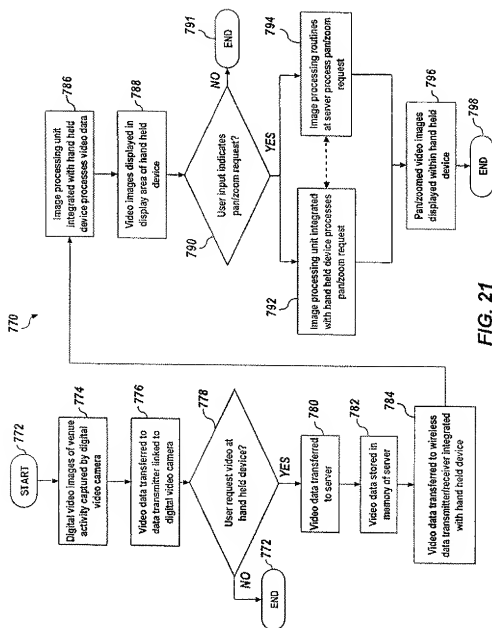 770
772
START
774
Digital video images of venue
activity captured by digital
video camera
776
Video data transferred to
data transmitter linked to
digital video camera
778
User request video at
hand held device?
NO
772
END
YES
780
Video data transferred
to server
782
Video data stored in
memory of server
784
Video data transferred to wireless
data transmitter/receiver integrated
with hand held device
786
Image processing unit
integrated with hand held
device processes video data
788
Video images displayed in
display area of hand held
device
790
User input indicates
pan/zoom request?
NO
791
END
YES
792
Image processing unit integrated
with hand held device processes
pan/zoom request
794
Image processing routines
at server process pan/zoom
request
796
Pan/zoomed video images
displayed within hand held
device
798
END
FIG. 21